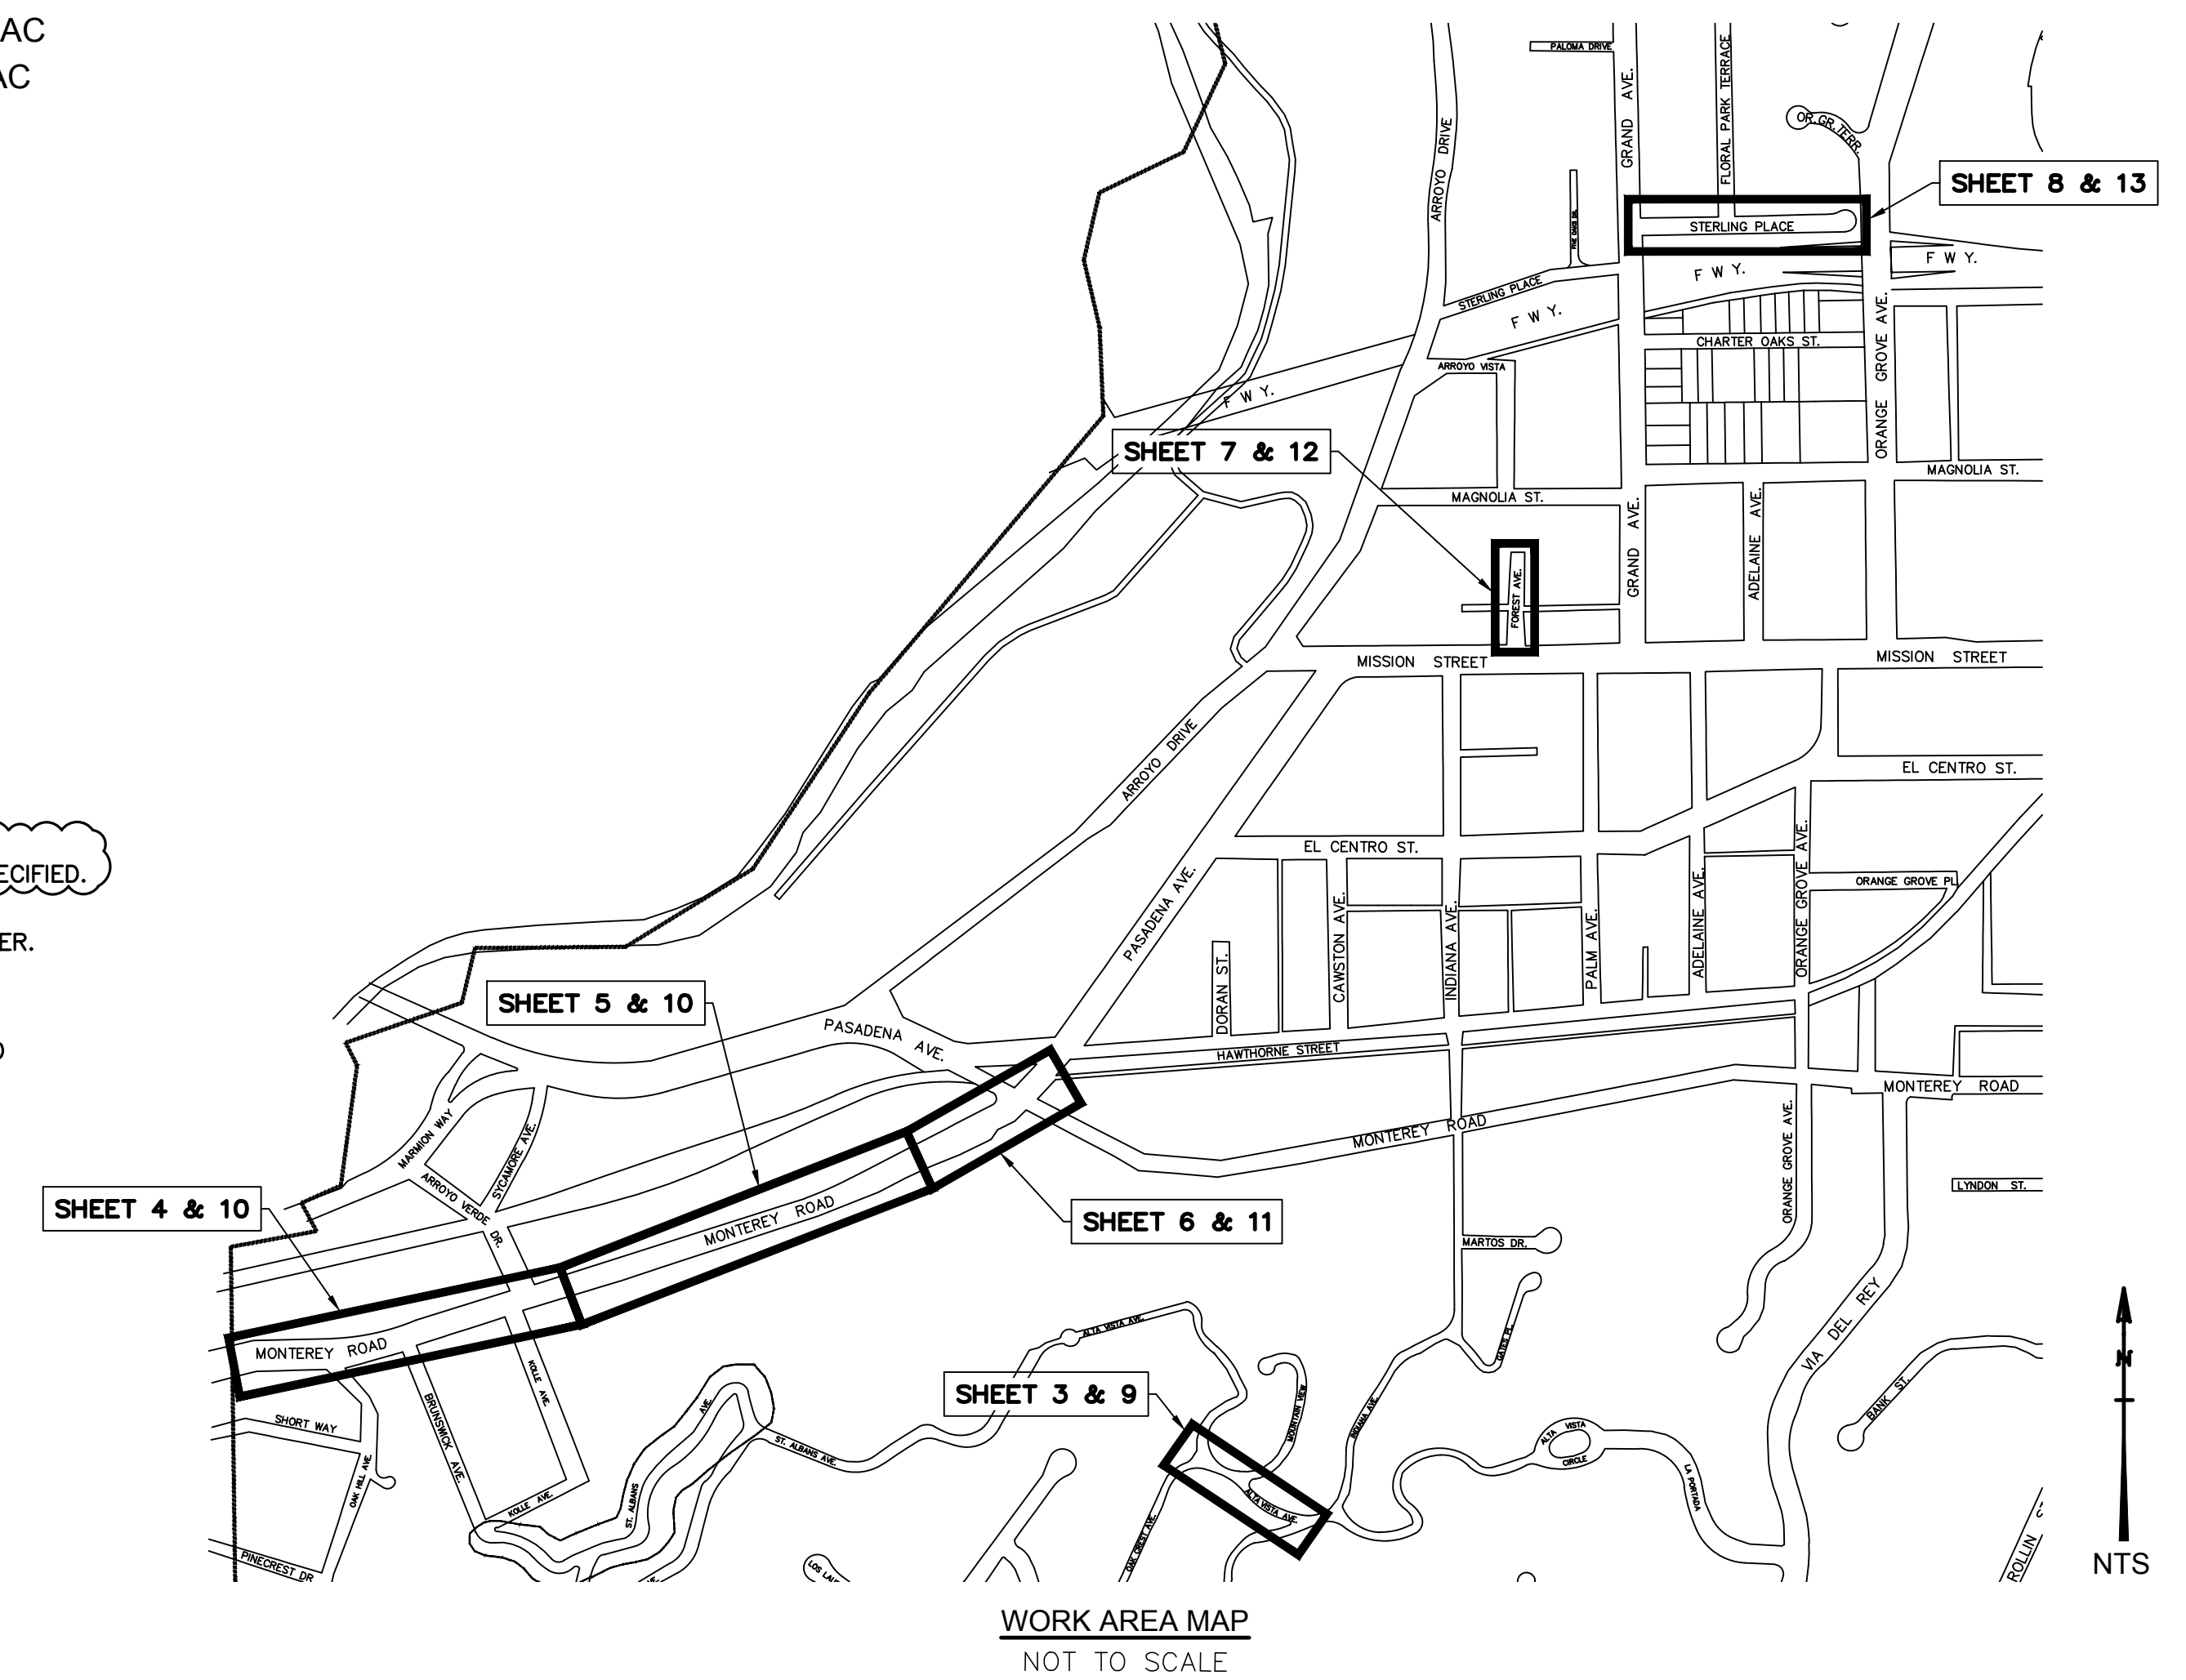 AC
AC
ECIFIED.
ER.
PALOMA DRIVE
GRAND AVE.
FLORAL PARK TERRACE
OR.GR.TERR.
ARROYO DRIVE
SHEET 8 & 13
STERLING PLACE
F W Y.
F W Y.
STERLING PLACE
F W Y.
CHARTER OAKS ST.
ORANGE GROVE AVE.
ARROYO VISTA
F W Y.
SHEET 7 & 12
MAGNOLIA ST.
MAGNOLIA ST.
GRAND AVE.
ADELAINE AVE.
FOREST AVE.
MISSION STREET
MISSION STREET
ARROYO DRIVE
EL CENTRO ST.
EL CENTRO ST.
PASADENA AVE.
ORANGE GROVE PL.
DORAN ST.
CAWSTON AVE.
INDIANA AVE.
PALM AVE.
ADELAINE AVE.
ORANGE GROVE AVE.
SHEET 5 & 10
PASADENA AVE.
HAWTHORNE STREET
MONTEREY ROAD
MONTEREY ROAD
ORANGE GROVE AVE.
MARMION WAY
SYCAMORE AVE.
ARROYO VERDE DR.
LYNDON ST.
SHEET 4 & 10
MONTEREY ROAD
SHEET 6 & 11
MARTOS DR.
VIA DEL REY
MONTEREY ROAD
ALTA VISTA AVE.
GATES PL.
KOLLE AVE.
SHEET 3 & 9
MOUNTAIN VIEW
INDIANA AVE.
BANK ST.
N
SHORT WAY
BRUNSWICK AVE.
OAK HILL AVE.
ST. ALBANS AVE.
ST. ALBANS AVE.
ALTA VISTA CIRCLE
LA PORTADA
KOLLE AVE.
ALTA VISTA AVE.
OAK CREST AVE.
PINECREST DR
ROLLIN
NTS
WORK AREA MAP
NOT TO SCALE